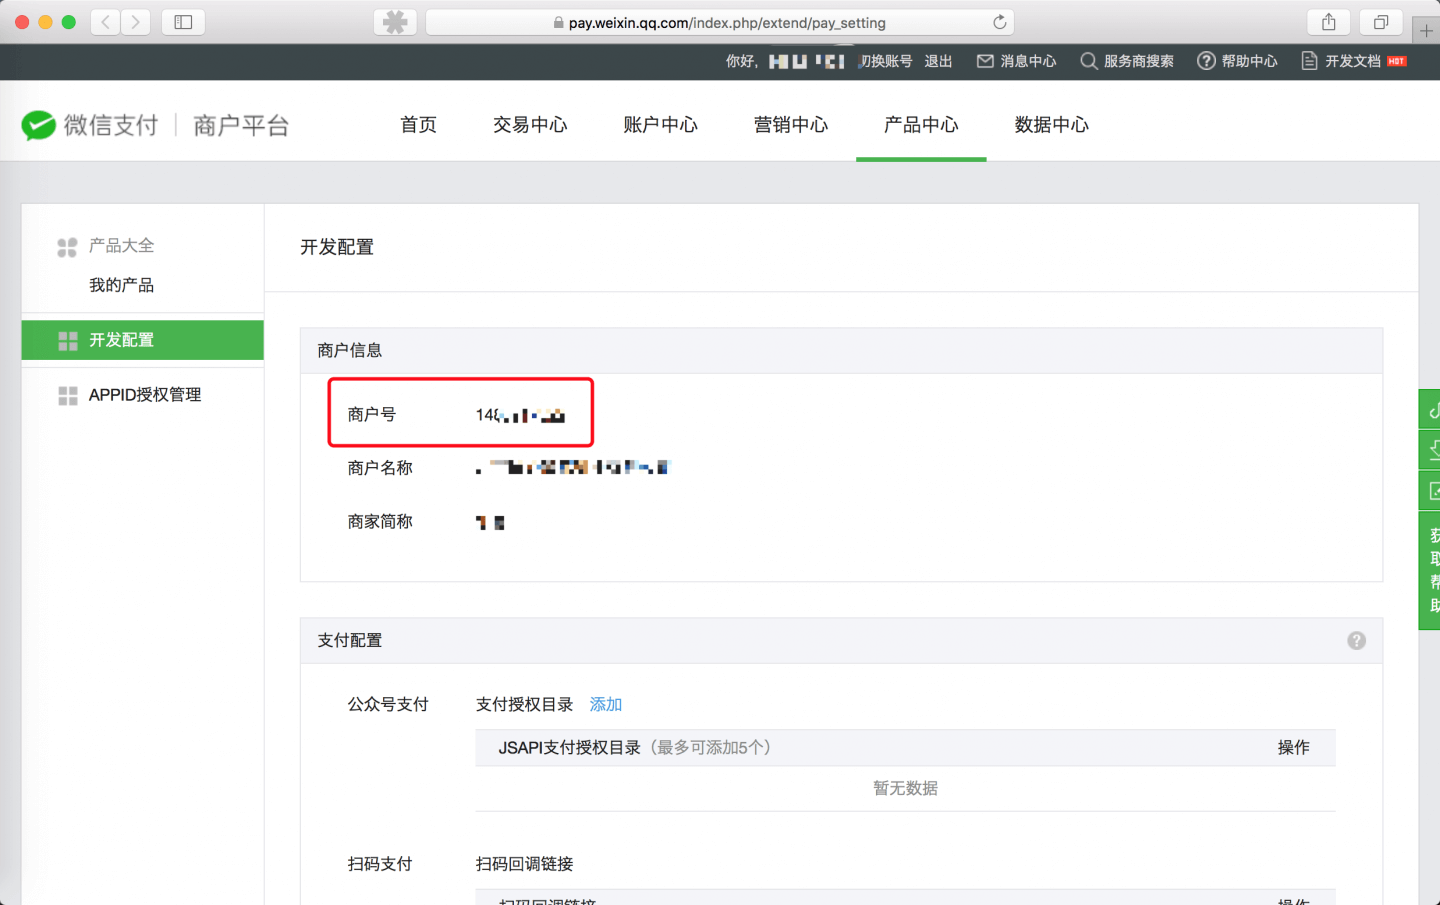 pay.weixin.qq.com/index.php/extend/pay_setting
你好,
切换账号 退出 消息中心 服务商搜索 帮助中心 开发文档 HOT
微信支付 商户平台
首页 交易中心 账户中心 营销中心 产品中心 数据中心
产品大全
我的产品
开发配置
APPID授权管理
开发配置
商户信息
商户号 14
商户名称
商家简称
支付配置
公众号支付 支付授权目录 添加
JSAPI支付授权目录（最多可添加5个） 操作
暂无数据
扫码支付 扫码回调链接
扫码回调链接 操作
获
取
帮
助